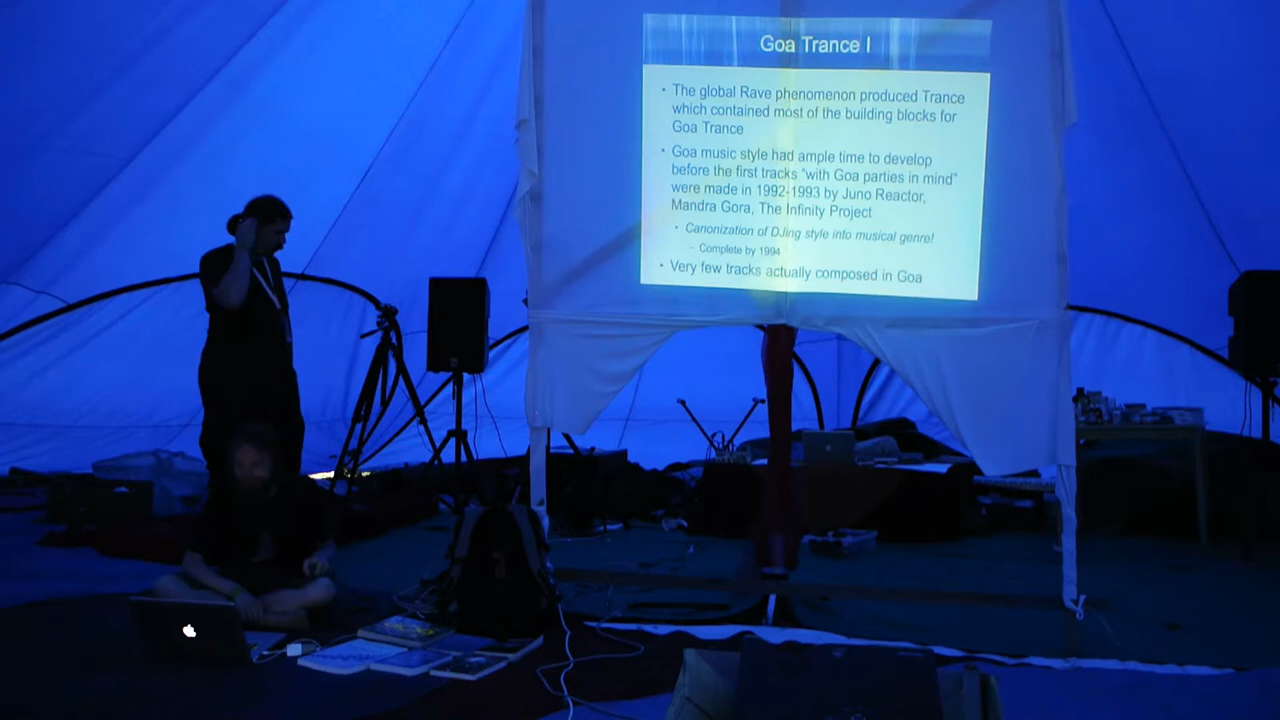 Goa Trance I
• The global Rave phenomenon produced Trance
which contained most of the building blocks for
Goa Trance
• Goa music style had ample time to develop
before the first tracks "with Goa parties in mind"
were made in 1992-1993 by Juno Reactor,
Mandra Gora, The Infinity Project
• Canonization of DJing style into musical genre!
– Complete by 1994
• Very few tracks actually composed in Goa